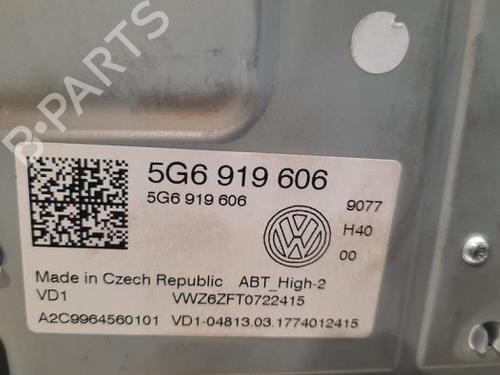 B-PARTS
5G6 919 606
5G6 919 606
9077
H40
00
Made in Czech Republic ABT_High-2
VD1 VWZ6ZFT0722415
A2C9964560101 VD1-04813.03.1774012415